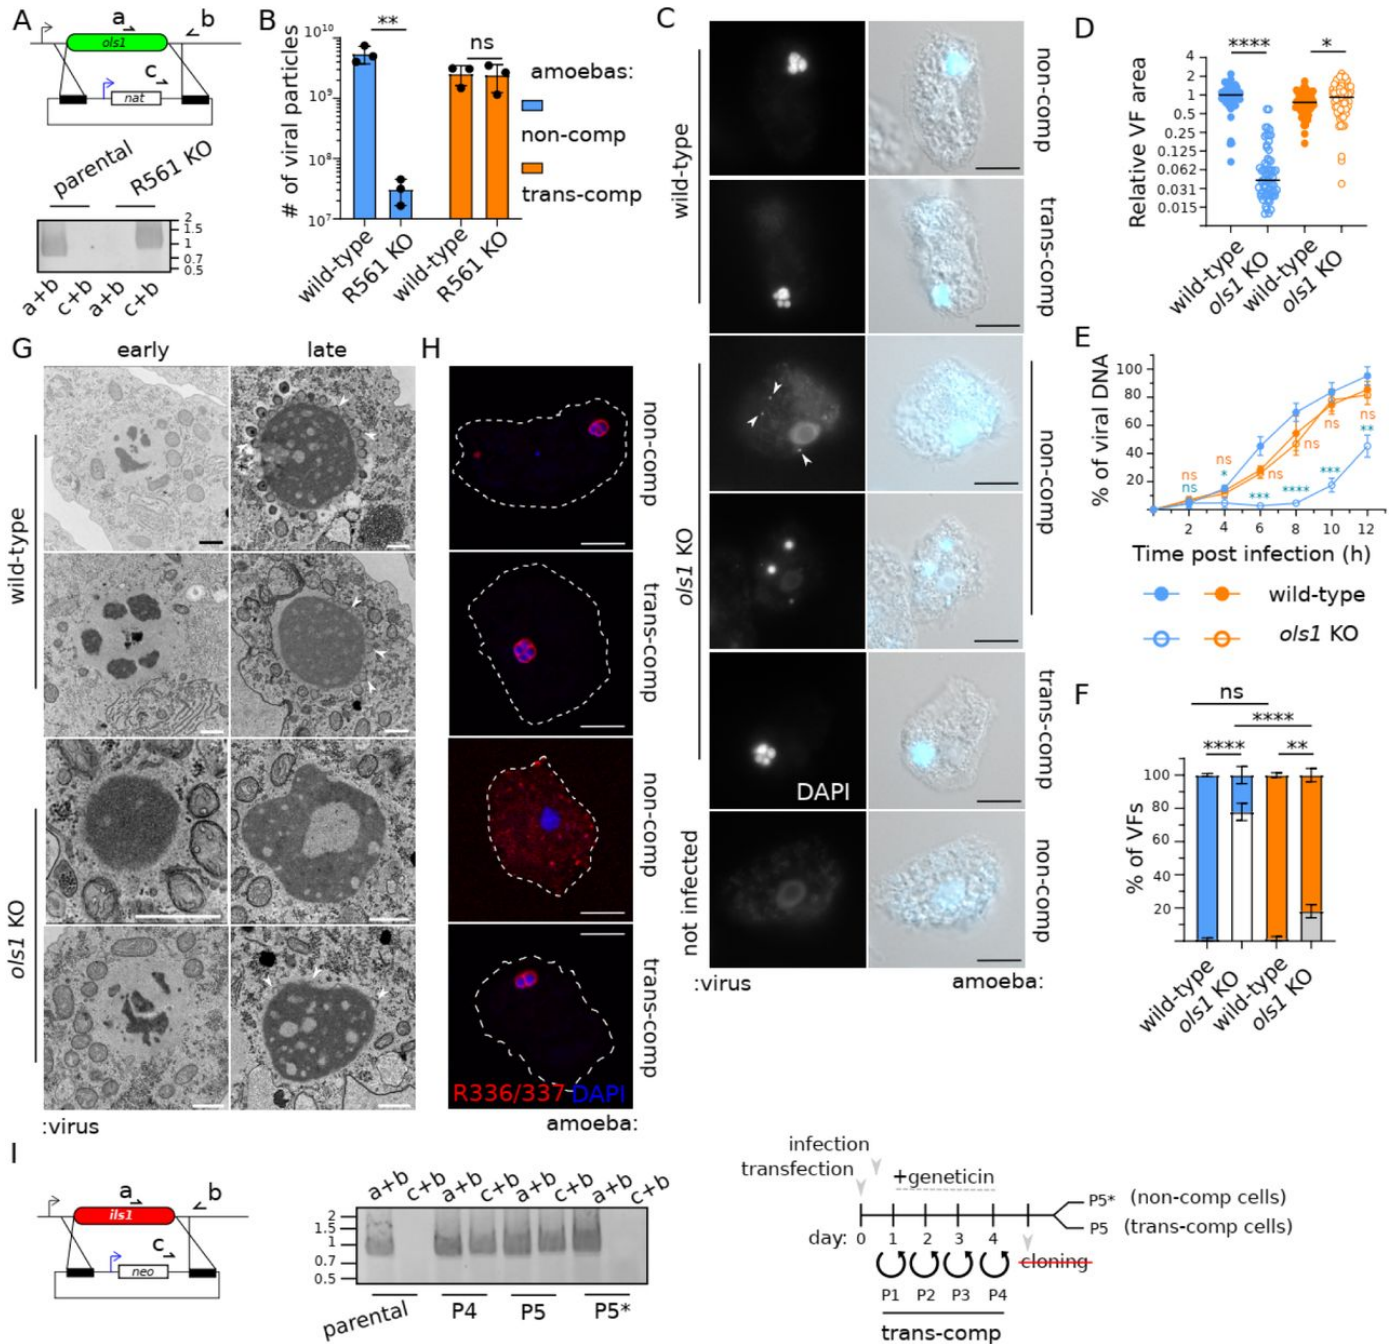 A
a
b
ols1
c
nat
parental
R561 KO
2
1.5
1
0.7
0.5
a+b
c+b
a+b
c+b
B
# of viral particles
10^10
10^9
10^8
10^7
**
ns
amoebas:
non-comp
trans-comp
wild-type
R561 KO
wild-type
R561 KO
C
wild-type
ols1 KO
not infected
non-comp
trans-comp
non-comp
trans-comp
non-comp
DAPI
:virus
amoeba:
D
Relative VF area
**** *
4
2
1
0.5
0.25
0.125
0.062
0.031
0.015
wild-type
ols1 KO
wild-type
ols1 KO
E
% of viral DNA
100
80
60
40
20
ns
ns
ns
*
ns
***
ns
****
ns
***
ns
**
2 4 6 8 10 12
Time post infection (h)
wild-type
ols1 KO
F
ns
****
**** **
% of VFs
100
80
60
40
20
wild-type
ols1 KO
wild-type
ols1 KO
G
early late
wild-type
ols1 KO
:virus
H
non-comp
trans-comp
non-comp
trans-comp
R336/337 DAPI
amoeba:
I
a
b
ils1
c
neo
a+b
c+b
a+b
c+b
a+b
c+b
a+b
c+b
2
1.5
1
0.7
0.5
parental P4 P5 P5*
infection
transfection
+geneticin
P5* (non-comp cells)
P5 (trans-comp cells)
day: 0 1 2 3 4
cloning
P1 P2 P3 P4
trans-comp